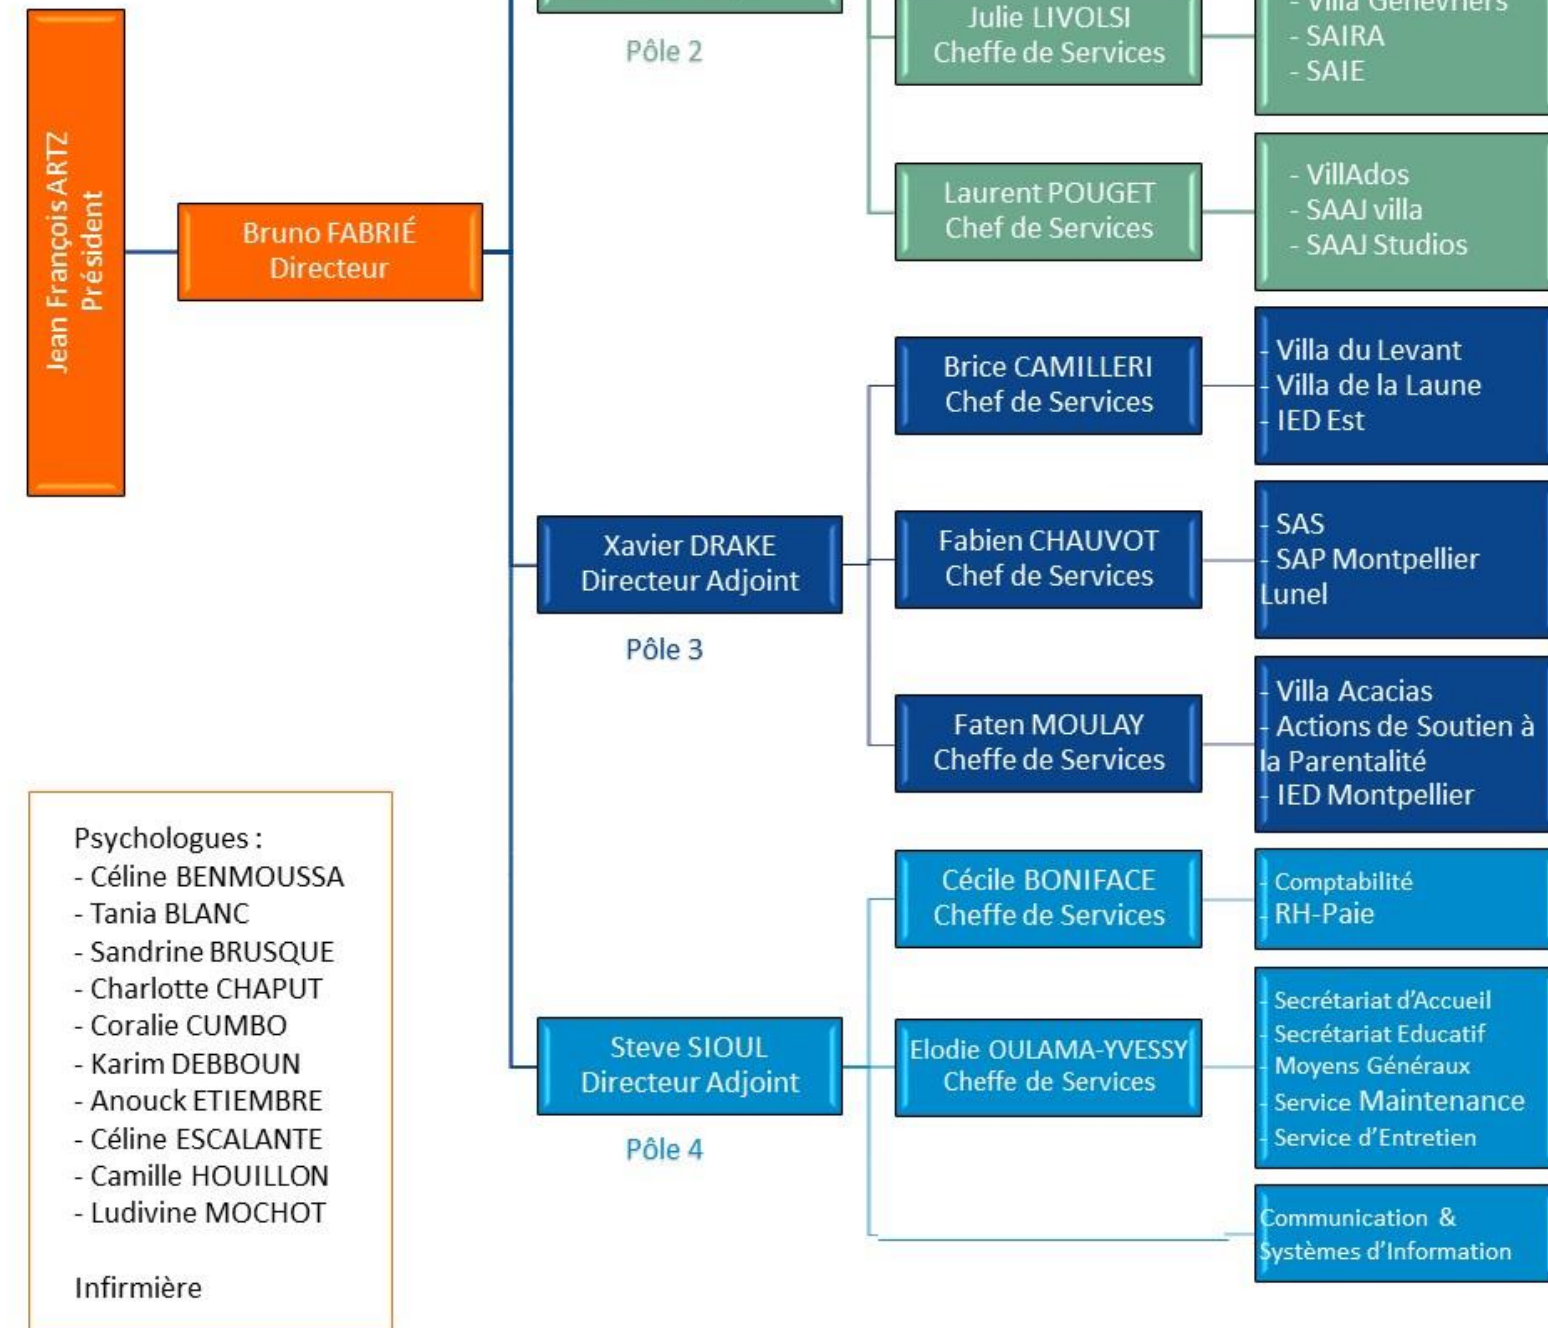 Jean François ARTZ
Président
Bruno FABRIÉ
Directeur
Pôle 2
Julie LIVOLSI
Cheffe de Services
- Villa Genévriers
- SAIRA
- SAIE
Laurent POUGET
Chef de Services
- VillAdos
- SAAJ villa
- SAAJ Studios
Xavier DRAKE
Directeur Adjoint
Pôle 3
Brice CAMILLERI
Chef de Services
- Villa du Levant
- Villa de la Laune
- IED Est
Fabien CHAUVOT
Chef de Services
- SAS
- SAP Montpellier
Lunel
Faten MOULAY
Cheffe de Services
- Villa Acacias
- Actions de Soutien à
la Parentalité
- IED Montpellier
Steve SIOUL
Directeur Adjoint
Pôle 4
Cécile BONIFACE
Cheffe de Services
- Comptabilité
- RH-Paie
Elodie OULAMA-YVESSY
Cheffe de Services
- Secrétariat d’Accueil
- Secrétariat Educatif
- Moyens Généraux
- Service Maintenance
- Service d’Entretien
Communication &
Systèmes d’Information
Psychologues :
- Céline BENMOUSSA
- Tania BLANC
- Sandrine BRUSQUE
- Charlotte CHAPUT
- Coralie CUMBO
- Karim DEBBOUN
- Anouck ETIEMBRE
- Céline ESCALANTE
- Camille HOUILLON
- Ludivine MOCHOT
Infirmière